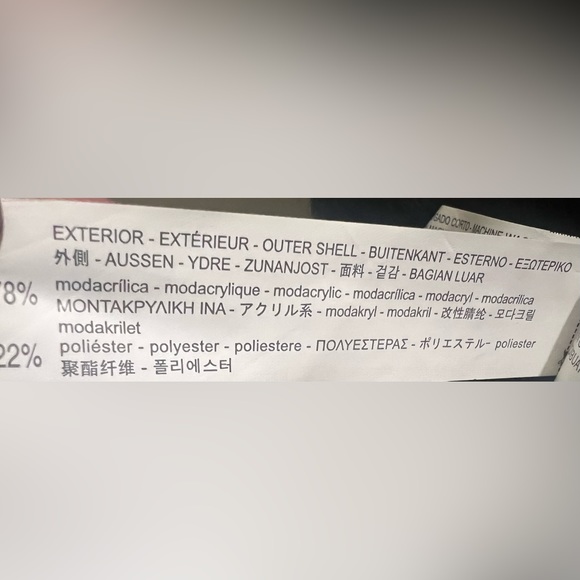 EXTERIOR - EXTÉRIEUR - OUTER SHELL - BUITENKANT - ESTERNO - ΕΞΩΤΕΡΙΚΟ
外側 - AUSSEN - YDRE - ZUNANJOST - 面料 - 겉감 - BAGIAN LUAR
78% modacrílica - modacrylique - modacrylic - modacrílica - modacryl - modacrilica
ΜΟΝΤΑΚΡΥΛΙΚΗ ΙΝΑ - アクリル系 - modakryl - modakril - 改性腈纶 - 모다크릴
modakrilet
22% poliéster - polyester - poliestere - ΠΟΛΥΕΣΤΕΡΑΣ - ポリエステル- poliester
聚酯纤维 - 폴리에스터